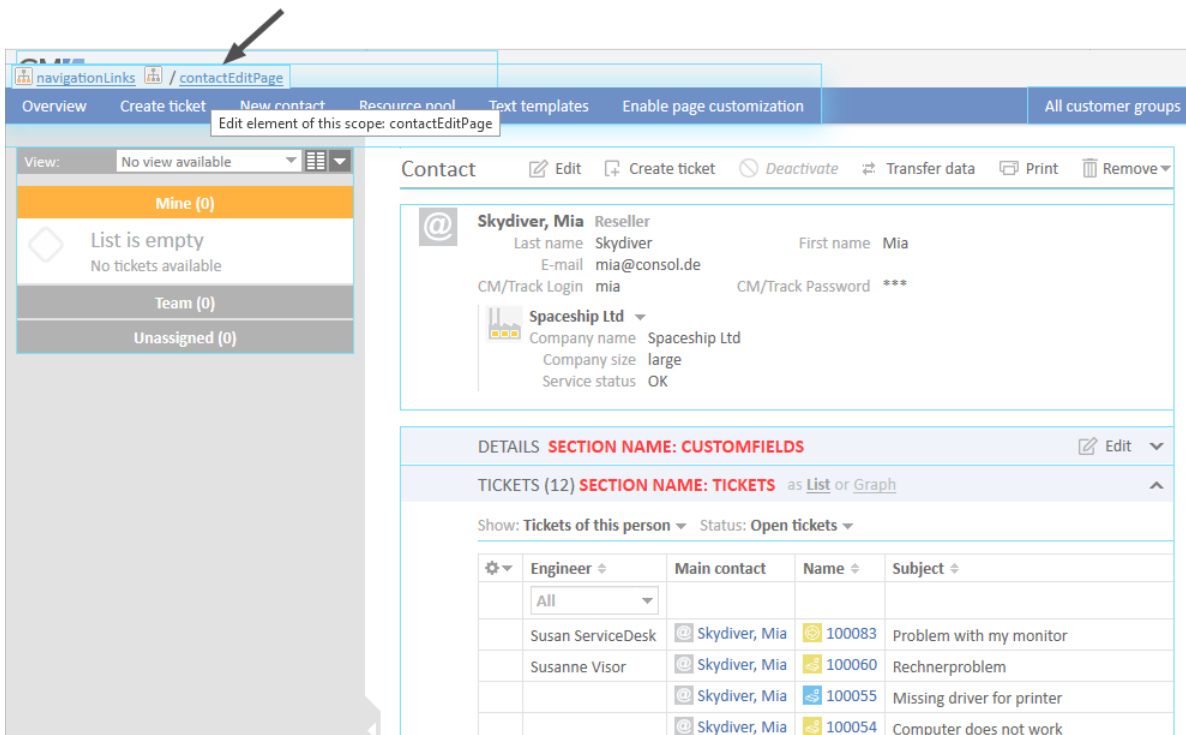 navigationLinks / contactEditPage
Overview Create ticket New contact Resource pool Text templates Enable page customization All customer groups
Edit element of this scope: contactEditPage
View: No view available
Mine (0)
List is empty
No tickets available
Team (0)
Unassigned (0)
Contact Edit Create ticket Deactivate Transfer data Print Remove
@ Skydiver, Mia Reseller
Last name Skydiver First name Mia
E-mail mia@consol.de
CM/Track Login mia CM/Track Password ***
Spaceship Ltd
Company name Spaceship Ltd
Company size large
Service status OK
DETAILS SECTION NAME: CUSTOMFIELDS Edit
TICKETS (12) SECTION NAME: TICKETS as List or Graph
Show: Tickets of this person Status: Open tickets
Engineer Main contact Name Subject
All
Susan ServiceDesk @ Skydiver, Mia 100083 Problem with my monitor
Susanne Visor @ Skydiver, Mia 100060 Rechnerproblem
@ Skydiver, Mia 100055 Missing driver for printer
@ Skydiver, Mia 100054 Computer does not work